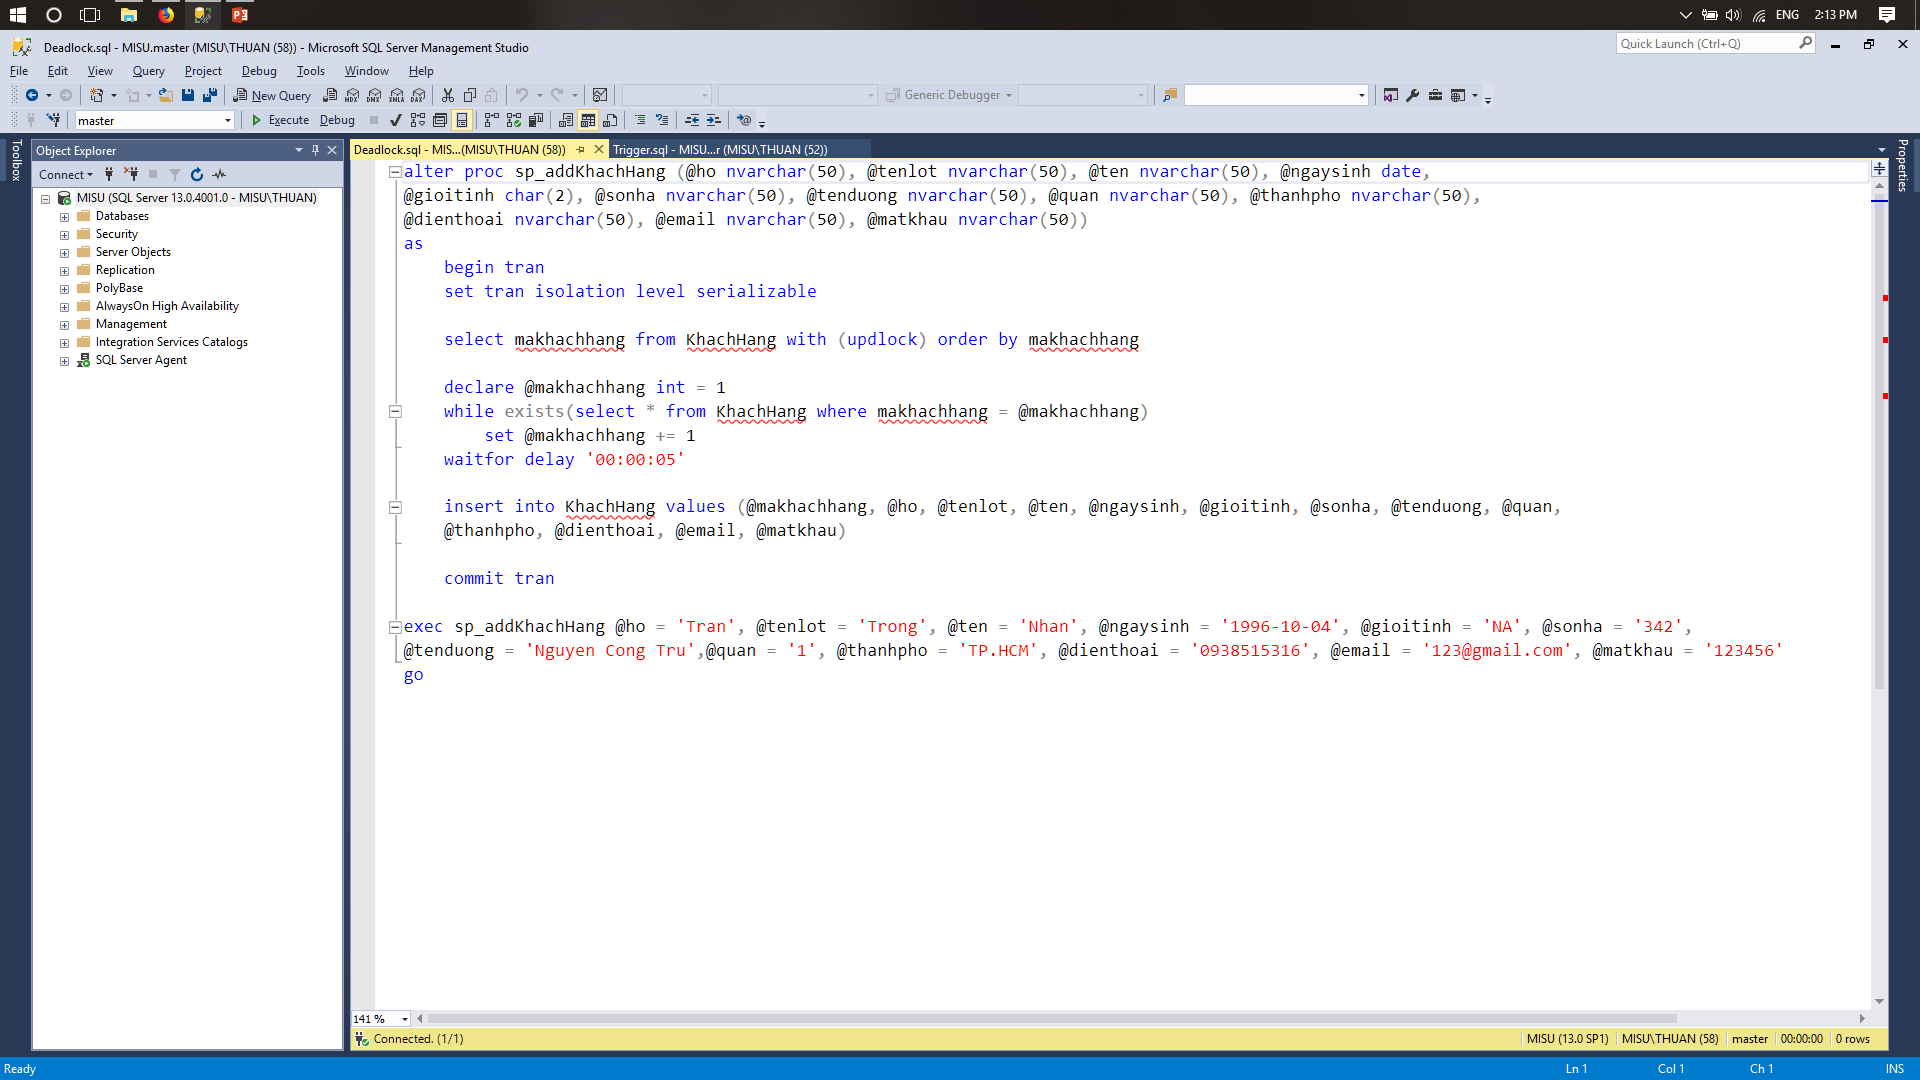 ENG 2:13 PM
Deadlock.sql - MISU.master (MISU\THUAN (58)) - Microsoft SQL Server Management Studio
Quick Launch (Ctrl+Q)
File Edit View Query Project Debug Tools Window Help
New Query MDX DMX XMLA DAX Generic Debugger
master Execute Debug
Toolbox
Object Explorer
Connect
MISU (SQL Server 13.0.4001.0 - MISU\THUAN)
Databases
Security
Server Objects
Replication
PolyBase
AlwaysOn High Availability
Management
Integration Services Catalogs
SQL Server Agent
Deadlock.sql - MIS...(MISU\THUAN (58)) Trigger.sql - MISU...r (MISU\THUAN (52))
Properties
alter proc sp_addKhachHang (@ho nvarchar(50), @tenlot nvarchar(50), @ten nvarchar(50), @ngaysinh date,
@gioitinh char(2), @sonha nvarchar(50), @tenduong nvarchar(50), @quan nvarchar(50), @thanhpho nvarchar(50),
@dienthoai nvarchar(50), @email nvarchar(50), @matkhau nvarchar(50))
as
begin tran
set tran isolation level serializable
select makhachhang from KhachHang with (updlock) order by makhachhang
declare @makhachhang int = 1
while exists(select * from KhachHang where makhachhang = @makhachhang)
set @makhachhang += 1
waitfor delay '00:00:05'
insert into KhachHang values (@makhachhang, @ho, @tenlot, @ten, @ngaysinh, @gioitinh, @sonha, @tenduong, @quan,
@thanhpho, @dienthoai, @email, @matkhau)
commit tran
exec sp_addKhachHang @ho = 'Tran', @tenlot = 'Trong', @ten = 'Nhan', @ngaysinh = '1996-10-04', @gioitinh = 'NA', @sonha = '342',
@tenduong = 'Nguyen Cong Tru',@quan = '1', @thanhpho = 'TP.HCM', @dienthoai = '0938515316', @email = '123@gmail.com', @matkhau = '123456'
go
141 %
Connected. (1/1) MISU (13.0 SP1) MISU\THUAN (58) master 00:00:00 0 rows
Ready Ln 1 Col 1 Ch 1 INS